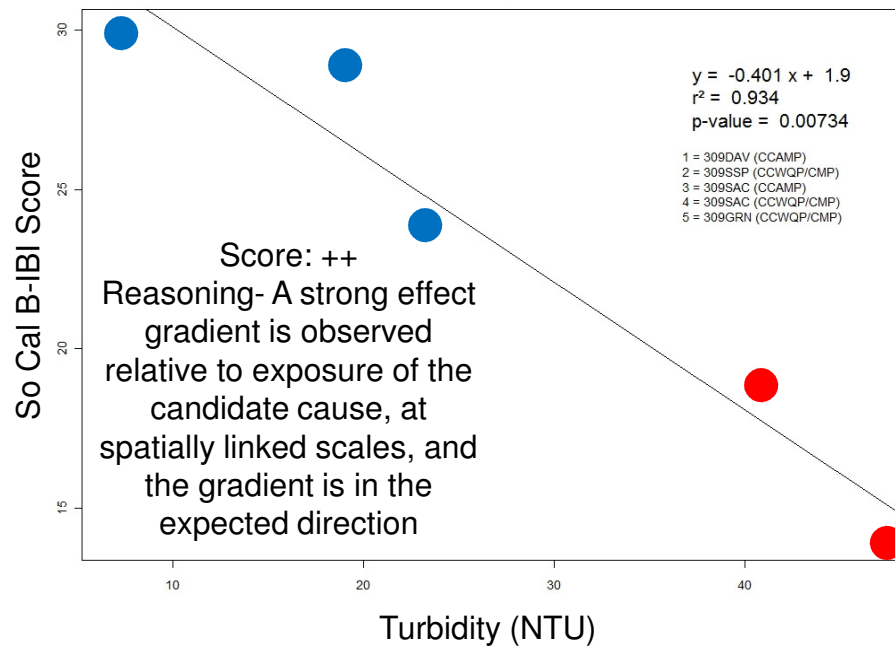 So Cal B-IBI Score
30
25
20
15
y = -0.401 x + 1.9
r² = 0.934
p-value = 0.00734
1 = 309DAV (CCAMP)
2 = 309SSP (CCWQP/CMP)
3 = 309SAC (CCAMP)
4 = 309SAC (CCWQP/CMP)
5 = 309GRN (CCWQP/CMP)
Score: ++
Reasoning- A strong effect
gradient is observed
relative to exposure of the
candidate cause, at
spatially linked scales, and
the gradient is in the
expected direction
10 20 30 40
Turbidity (NTU)